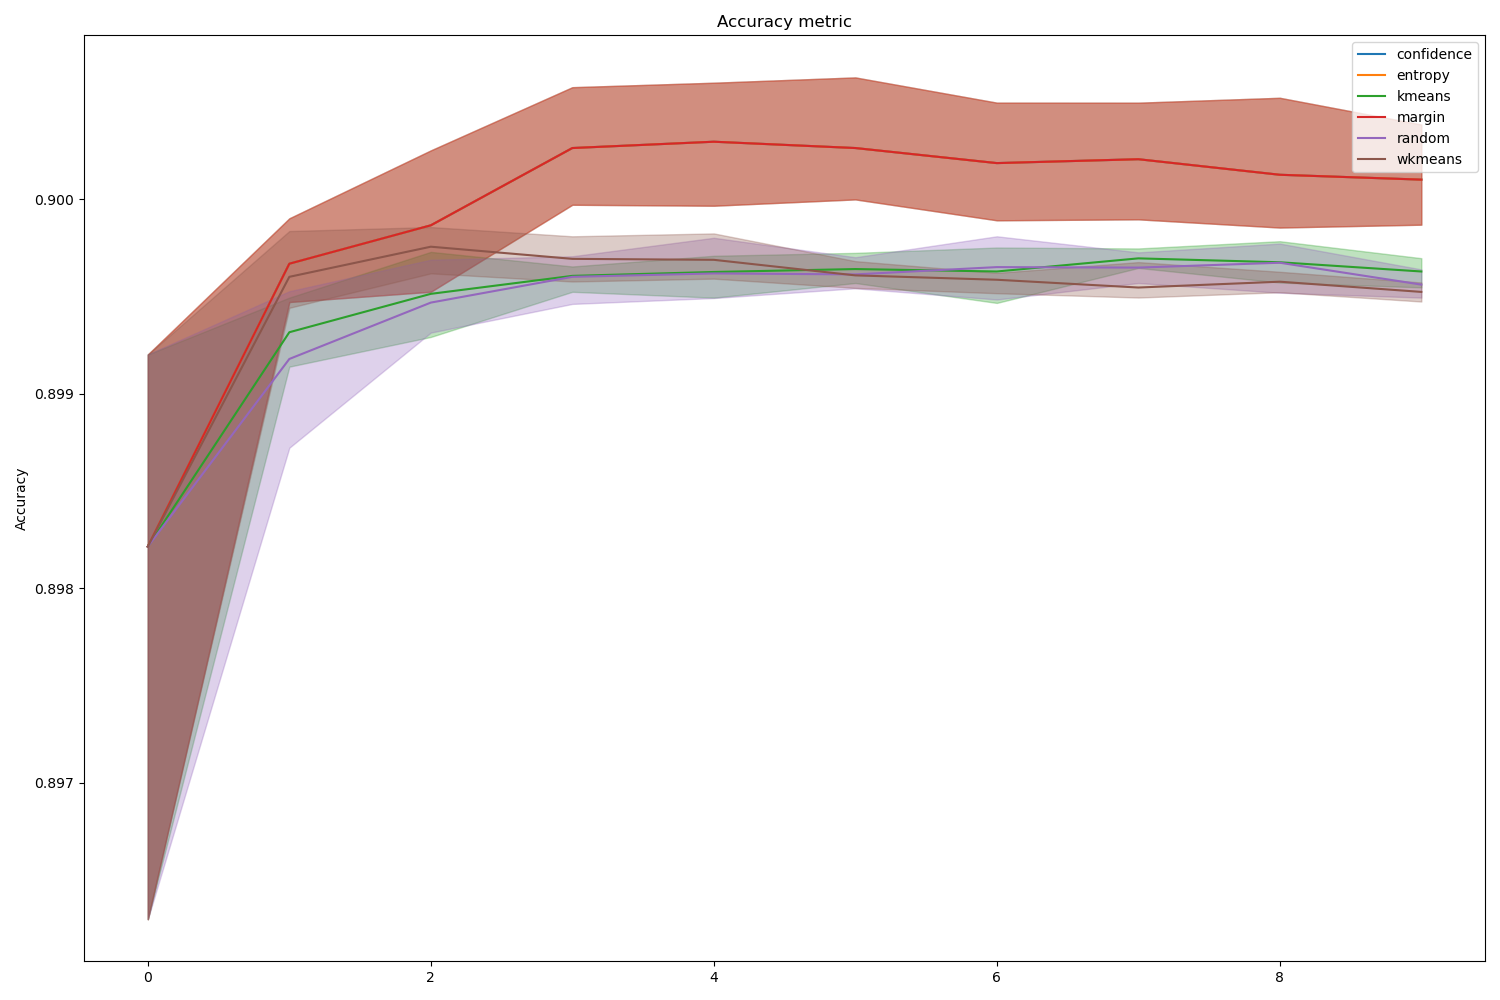 Accuracy metric
confidence
entropy
kmeans
margin
random
wkmeans
0.900
0.899
0.898
0.897
Accuracy
0 2 4 6 8